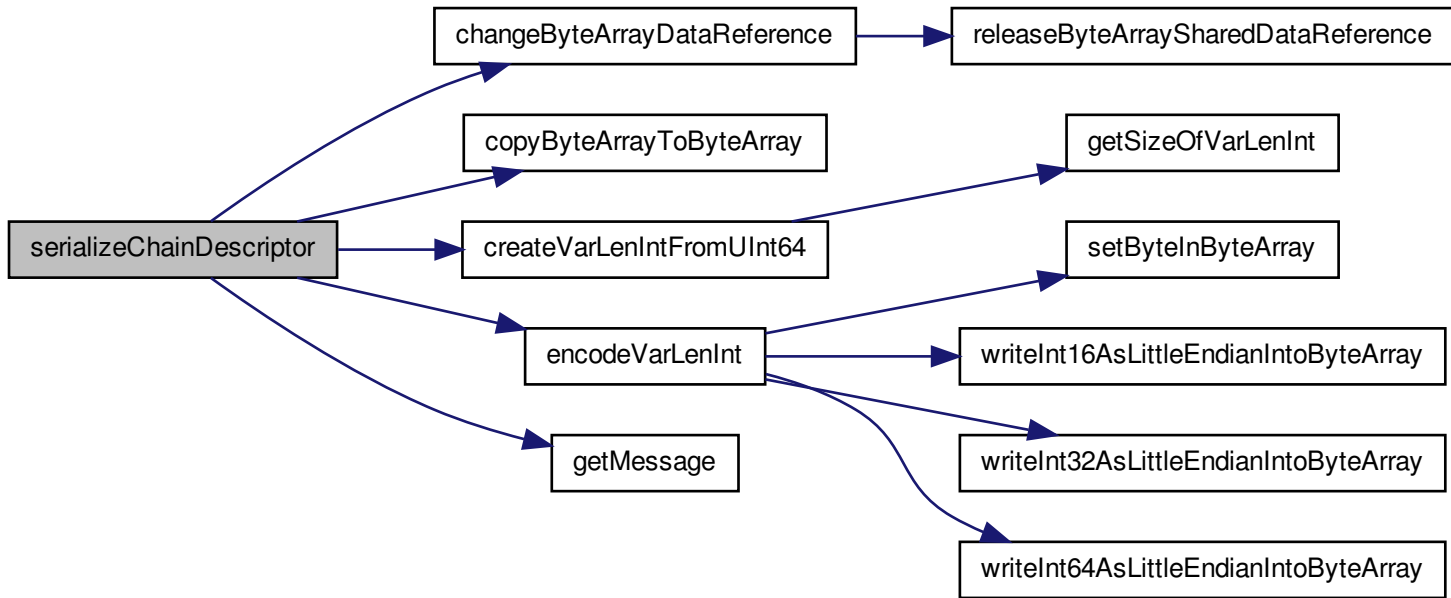 changeByteArrayDataReference
releaseByteArraySharedDataReference
copyByteArrayToByteArray
getSizeOfVarLenInt
serializeChainDescriptor
createVarLenIntFromUInt64
setByteInByteArray
encodeVarLenInt
writeInt16AsLittleEndianIntoByteArray
getMessage
writeInt32AsLittleEndianIntoByteArray
writeInt64AsLittleEndianIntoByteArray